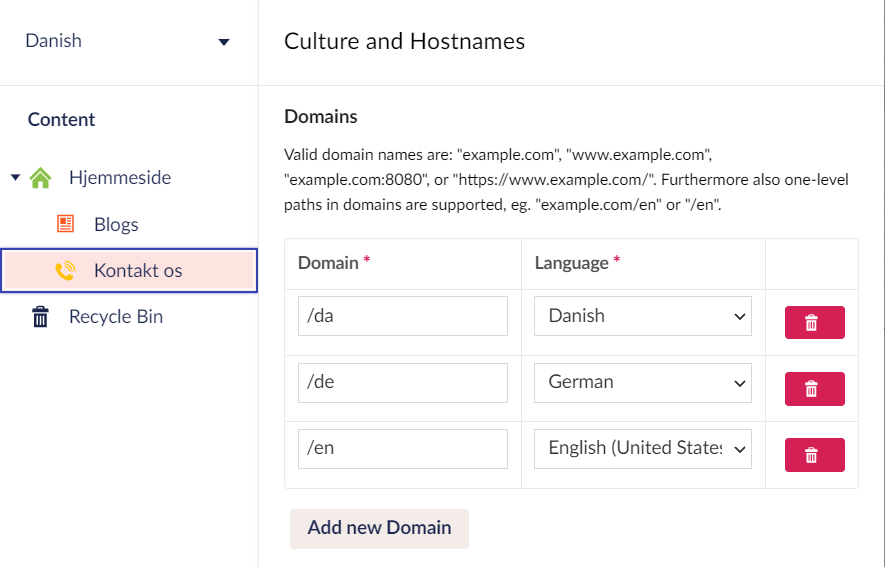 Danish
Content
Hjemmeside
Blogs
Kontakt os
Recycle Bin
Culture and Hostnames
Domains
Valid domain names are: "example.com", "www.example.com",
"example.com:8080", or "https://www.example.com/". Furthermore also one-level
paths in domains are supported, eg. "example.com/en" or "/en".
Domain * Language *
/da Danish
/de German
/en English (United States
Add new Domain